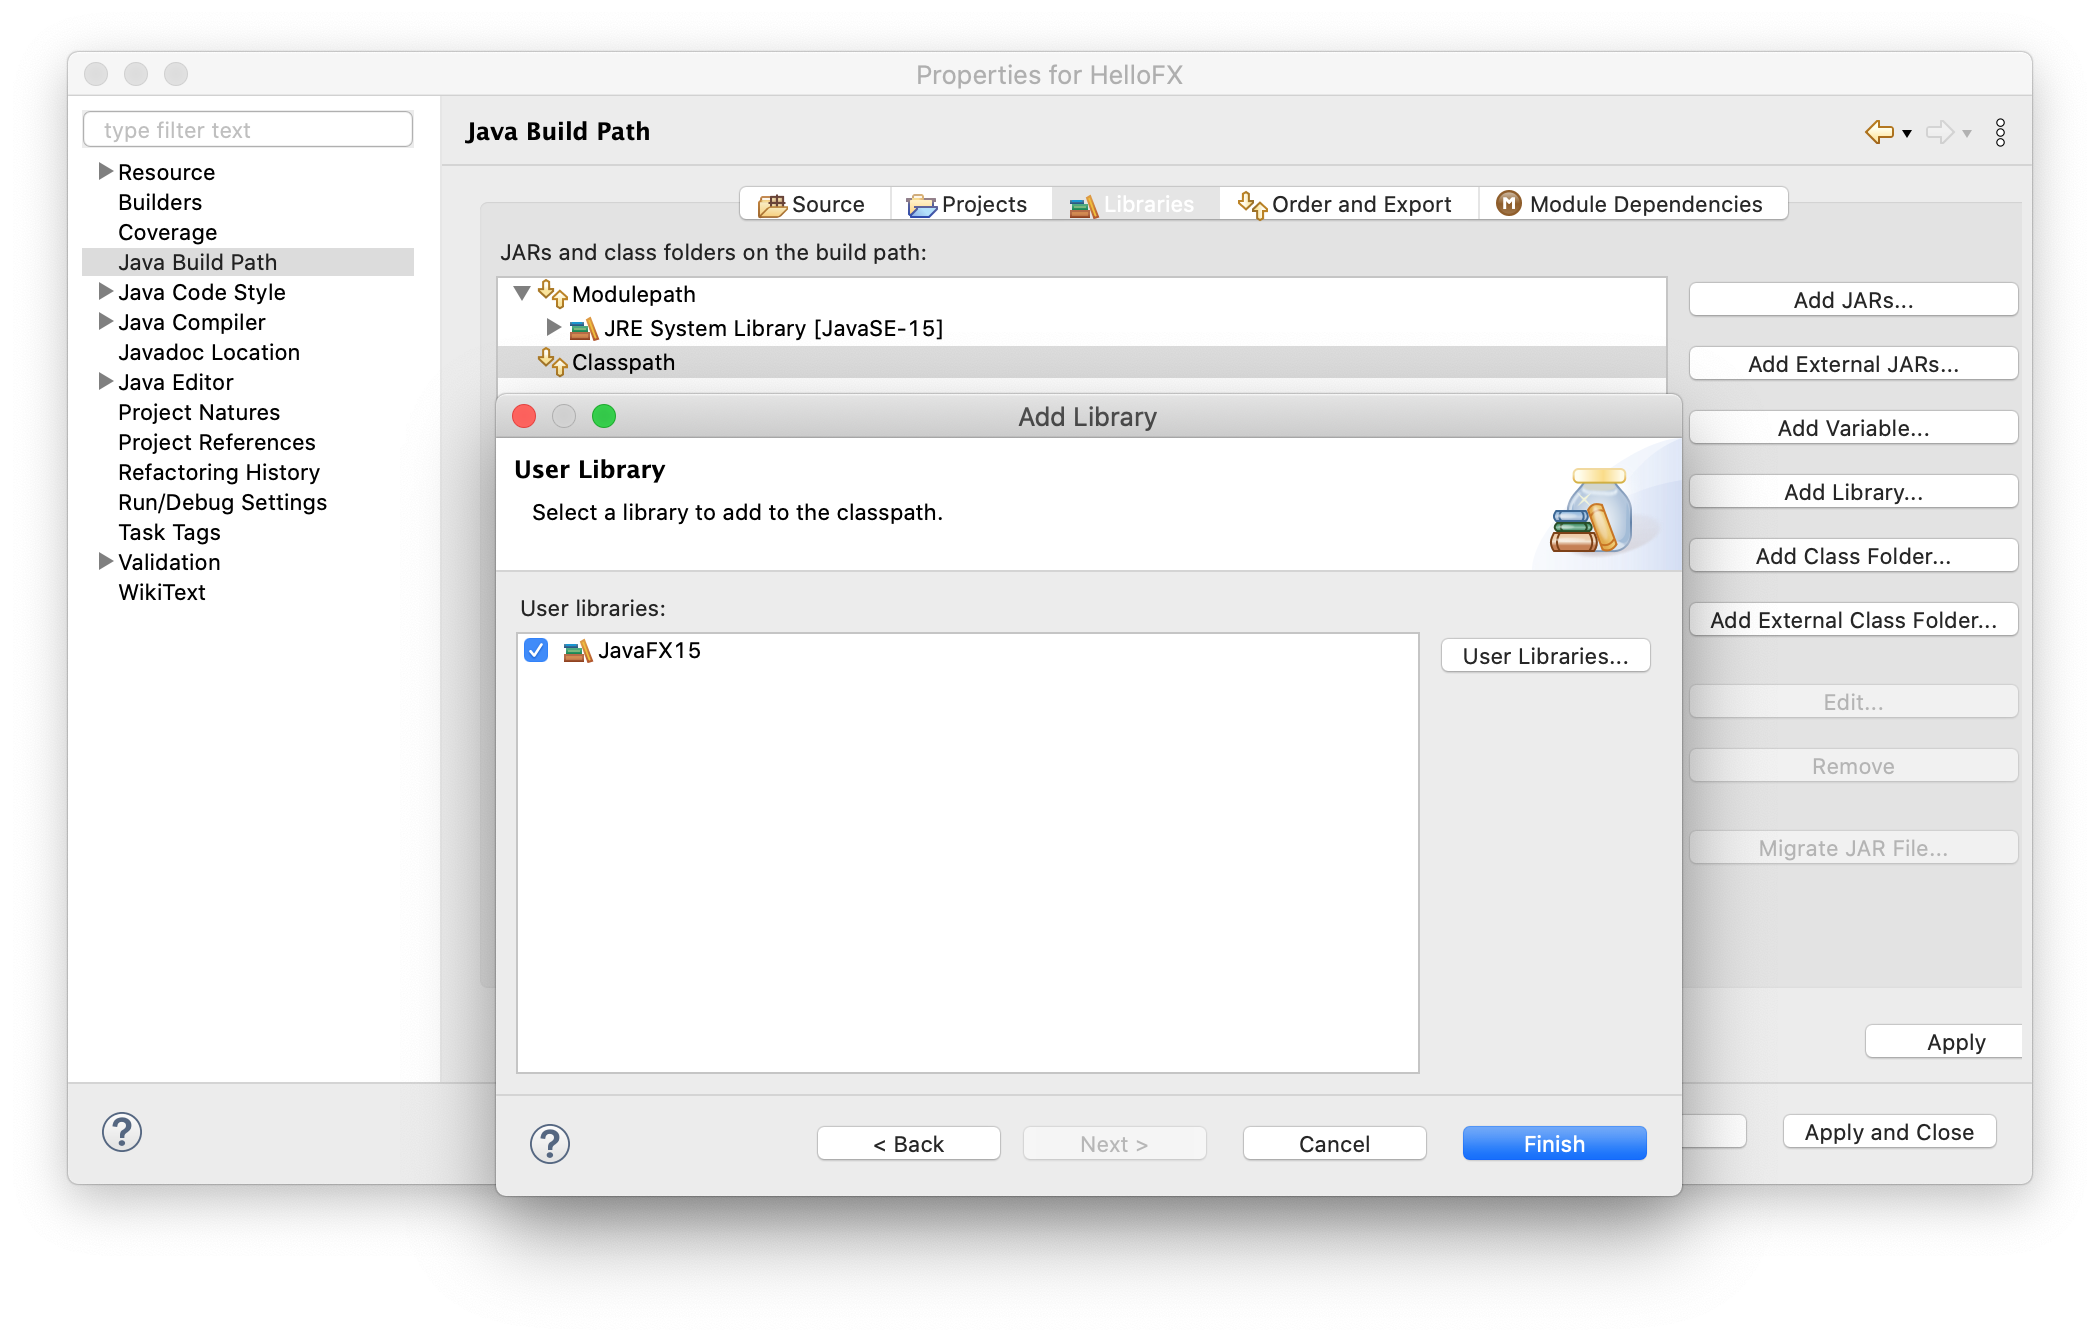 Properties for HelloFX
type filter text
Resource
Builders
Coverage
Java Build Path
Java Code Style
Java Compiler
Javadoc Location
Java Editor
Project Natures
Project References
Refactoring History
Run/Debug Settings
Task Tags
Validation
WikiText
Java Build Path
Source Projects Libraries Order and Export M Module Dependencies
JARs and class folders on the build path:
Modulepath
JRE System Library [JavaSE-15]
Classpath
Add JARs...
Add External JARs...
Add Variable...
Add Library...
Add Class Folder...
Add External Class Folder...
Edit...
Remove
Migrate JAR File...
Apply
Apply and Close
?
Add Library
User Library
Select a library to add to the classpath.
User libraries:
JavaFX15
User Libraries...
? < Back Next > Cancel Finish